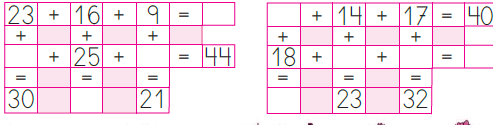 23 + 16 + 9 =
+ + +
+ 25 + = 44
= = =
30 21
+ 14 + 17 = 40
+ + +
18 + + =
= = =
23 32